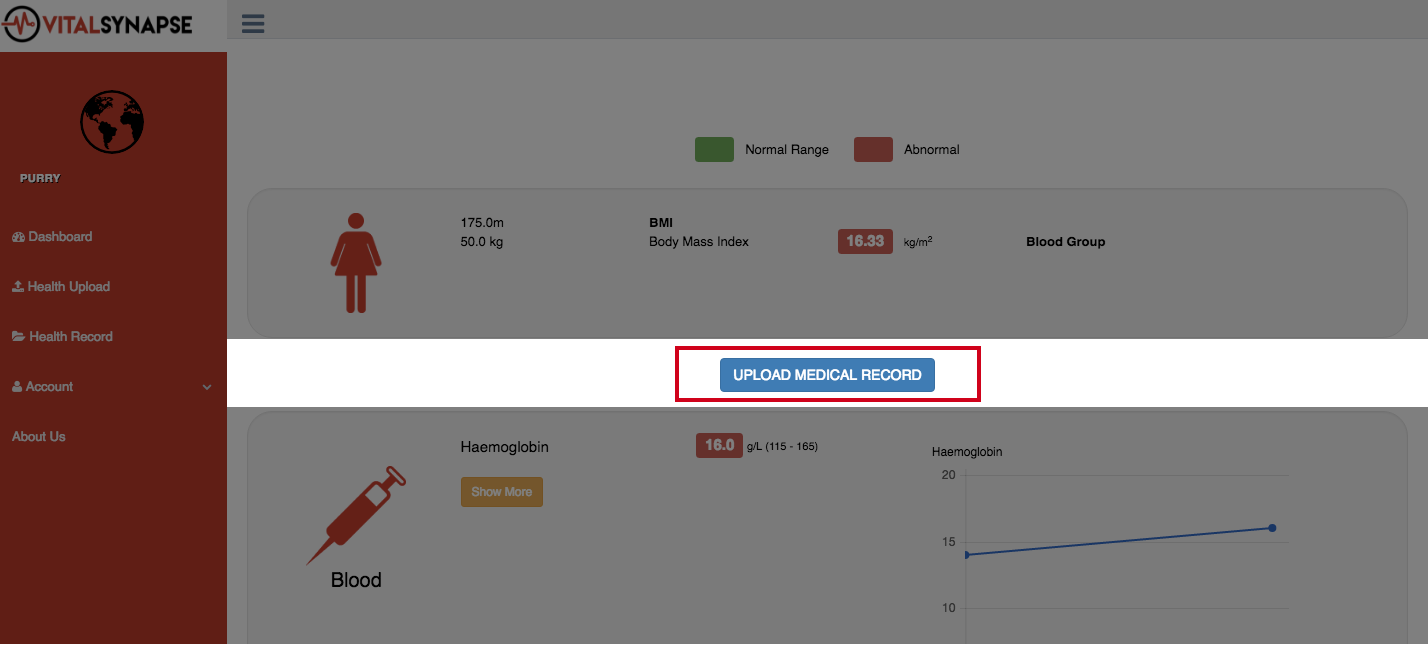 VITALSYNAPSE
PURRY
Dashboard
Health Upload
Health Record
Account
About Us
Normal Range
Abnormal
175.0m
50.0 kg
BMI
Body Mass Index
16.33 kg/m²
Blood Group
UPLOAD MEDICAL RECORD
Haemoglobin
16.0 g/L (115 - 165)
Show More
Blood
Haemoglobin
20
15
10